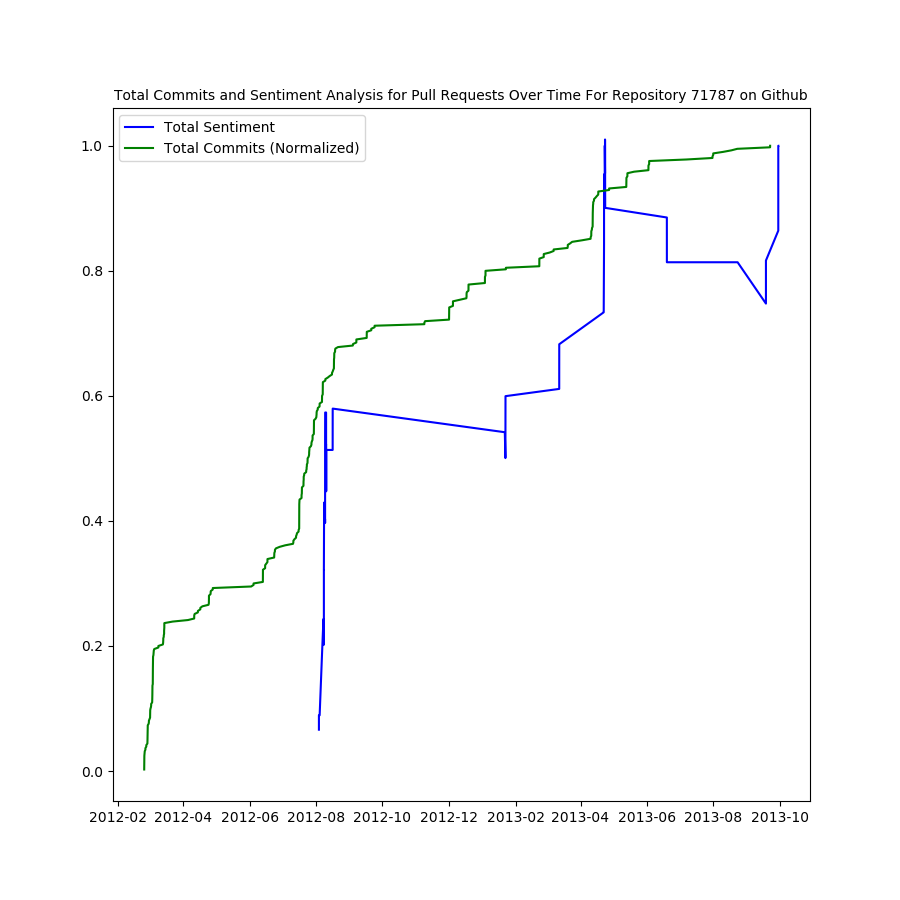 Total Commits and Sentiment Analysis for Pull Requests Over Time For Repository 71787 on Github
Total Sentiment
Total Commits (Normalized)
1.0
0.8
0.6
0.4
0.2
0.0
2012-02 2012-04 2012-06 2012-08 2012-10 2012-12 2013-02 2013-04 2013-06 2013-08 2013-10